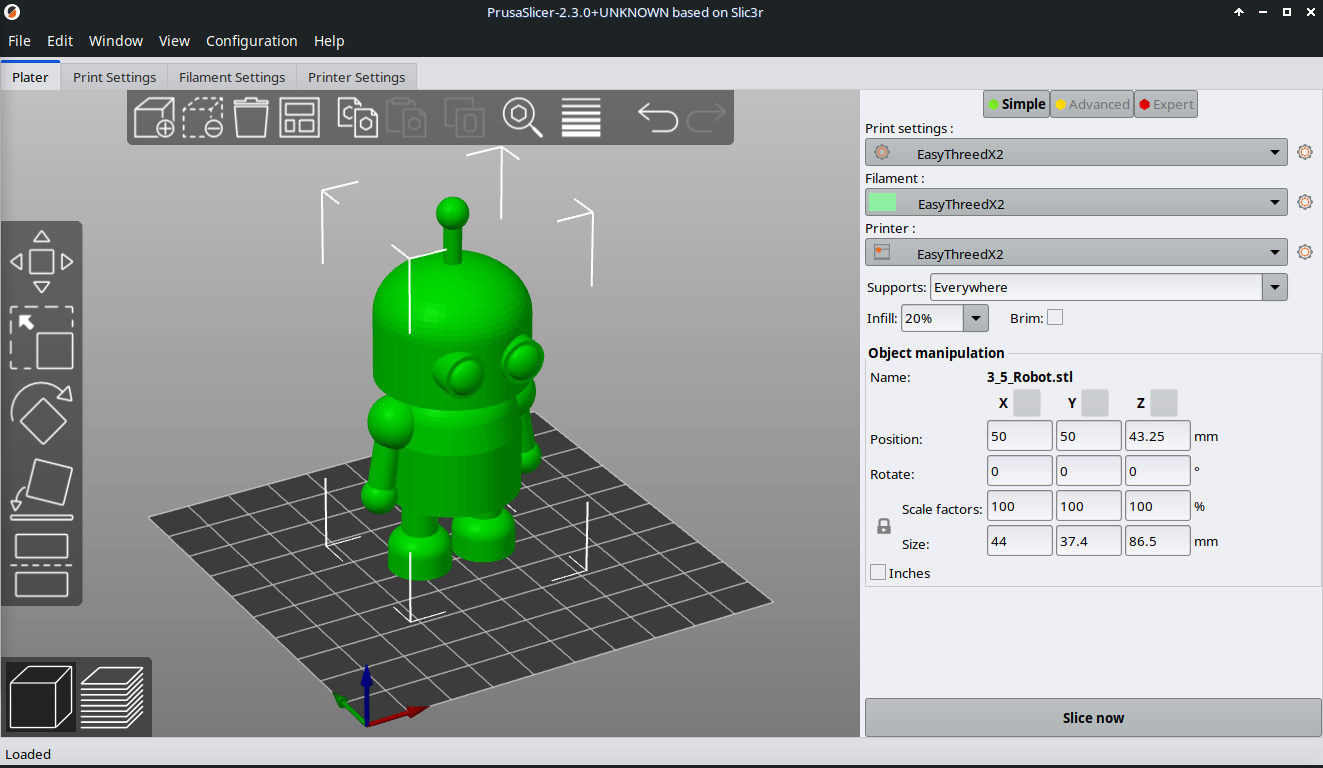 PrusaSlicer-2.3.0+UNKNOWN based on Slic3r
File Edit Window View Configuration Help
Plater Print Settings Filament Settings Printer Settings
Simple Advanced Expert
Print settings :
EasyThreedX2
Filament :
EasyThreedX2
Printer :
EasyThreedX2
Supports: Everywhere
Infill: 20% Brim:
Object manipulation
Name: 3_5_Robot.stl
X Y Z
Position: 50 50 43.25 mm
Rotate: 0 0 0 °
Scale factors: 100 100 100 %
Size: 44 37.4 86.5 mm
Inches
Slice now
Loaded